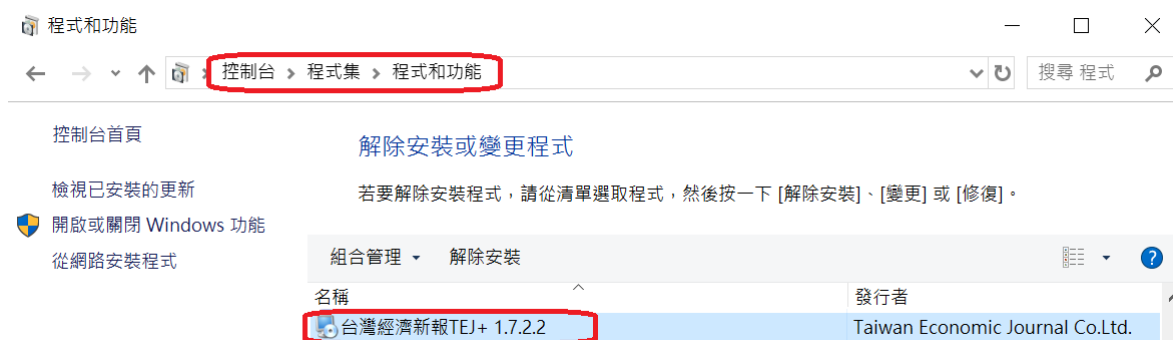 程式和功能
控制台 > 程式集 > 程式和功能
搜尋 程式
控制台首頁
檢視已安裝的更新
開啟或關閉 Windows 功能
從網路安裝程式
解除安裝或變更程式
若要解除安裝程式，請從清單選取程式，然後按一下 [解除安裝]、[變更] 或 [修復]。
組合管理 解除安裝
名稱 發行者
台灣經濟新報TEJ+ 1.7.2.2 Taiwan Economic Journal Co.Ltd.